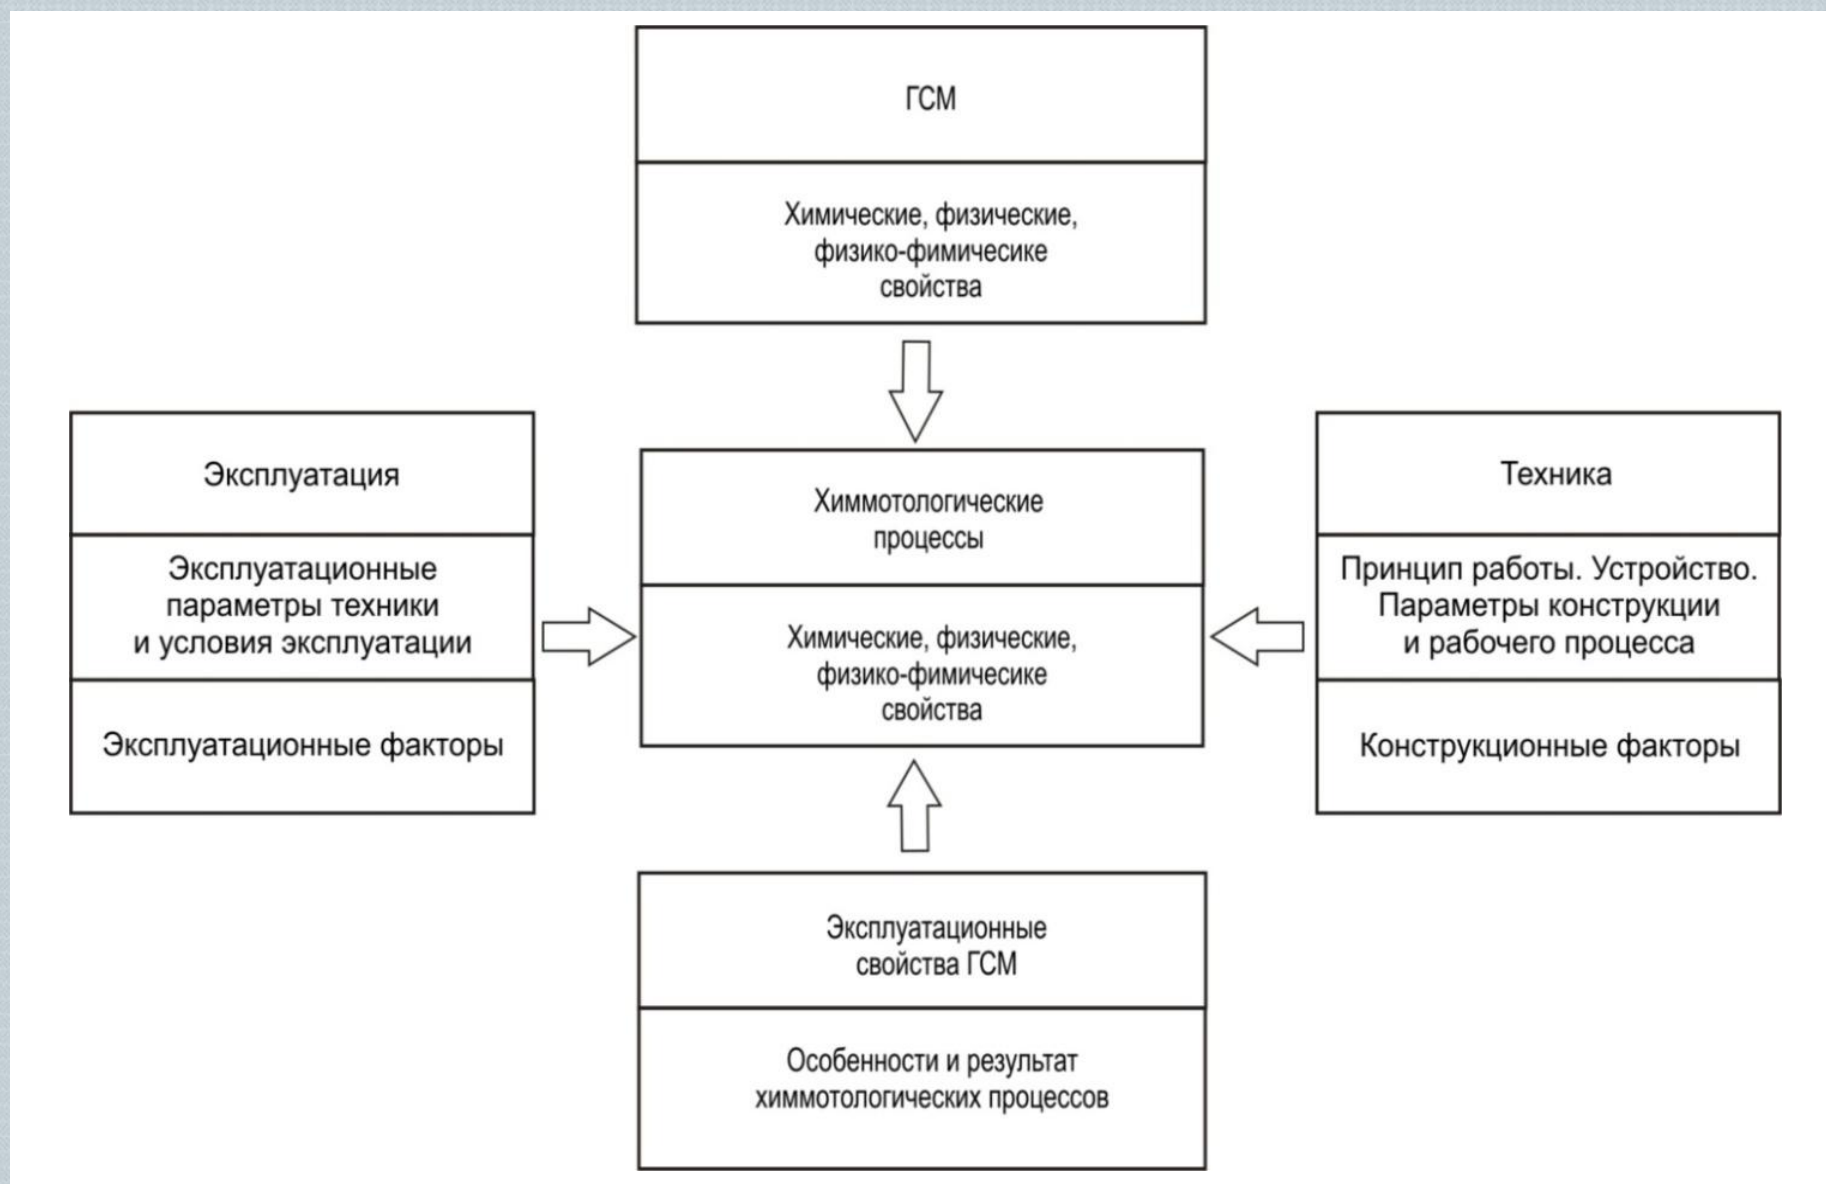 ГСМ
Химические, физические,
физико-фимичесике
свойства
Эксплуатация
Эксплуатационные
параметры техники
и условия эксплуатации
Эксплуатационные факторы
Химмотологические
процессы
Химические, физические,
физико-фимичесике
свойства
Техника
Принцип работы. Устройство.
Параметры конструкции
и рабочего процесса
Конструкционные факторы
Эксплуатационные
свойства ГСМ
Особенности и результат
химмотологических процессов